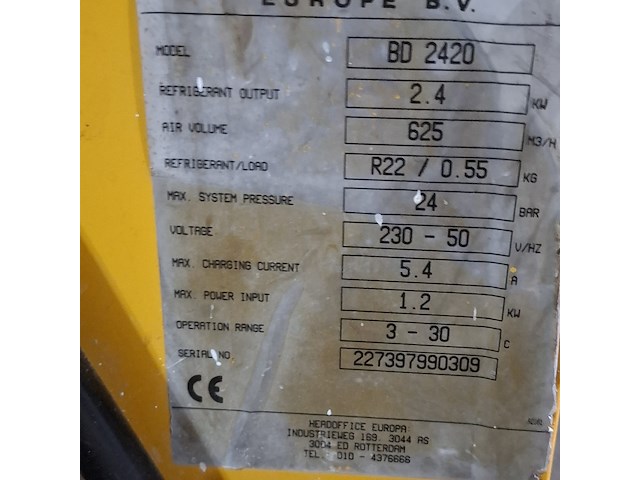 EUROPE B.V.
MODEL BD 2420
REFRIGERANT OUTPUT 2.4 KW
AIR VOLUME 625 M3/H
REFRIGERANT/LOAD R22 / 0.55 KG
MAX. SYSTEM PRESSURE 24 BAR
VOLTAGE 230 - 50 V/HZ
MAX. CHARGING CURRENT 5.4 A
MAX. POWER INPUT 1.2 KW
OPERATION RANGE 3 - 30 C
SERIAL NO. 227397990309
CE
HEADOFFICE EUROPA:
INDUSTRIEWEG 169. 3044 AS
3004 ED ROTTERDAM
TEL. : 010 - 4376666